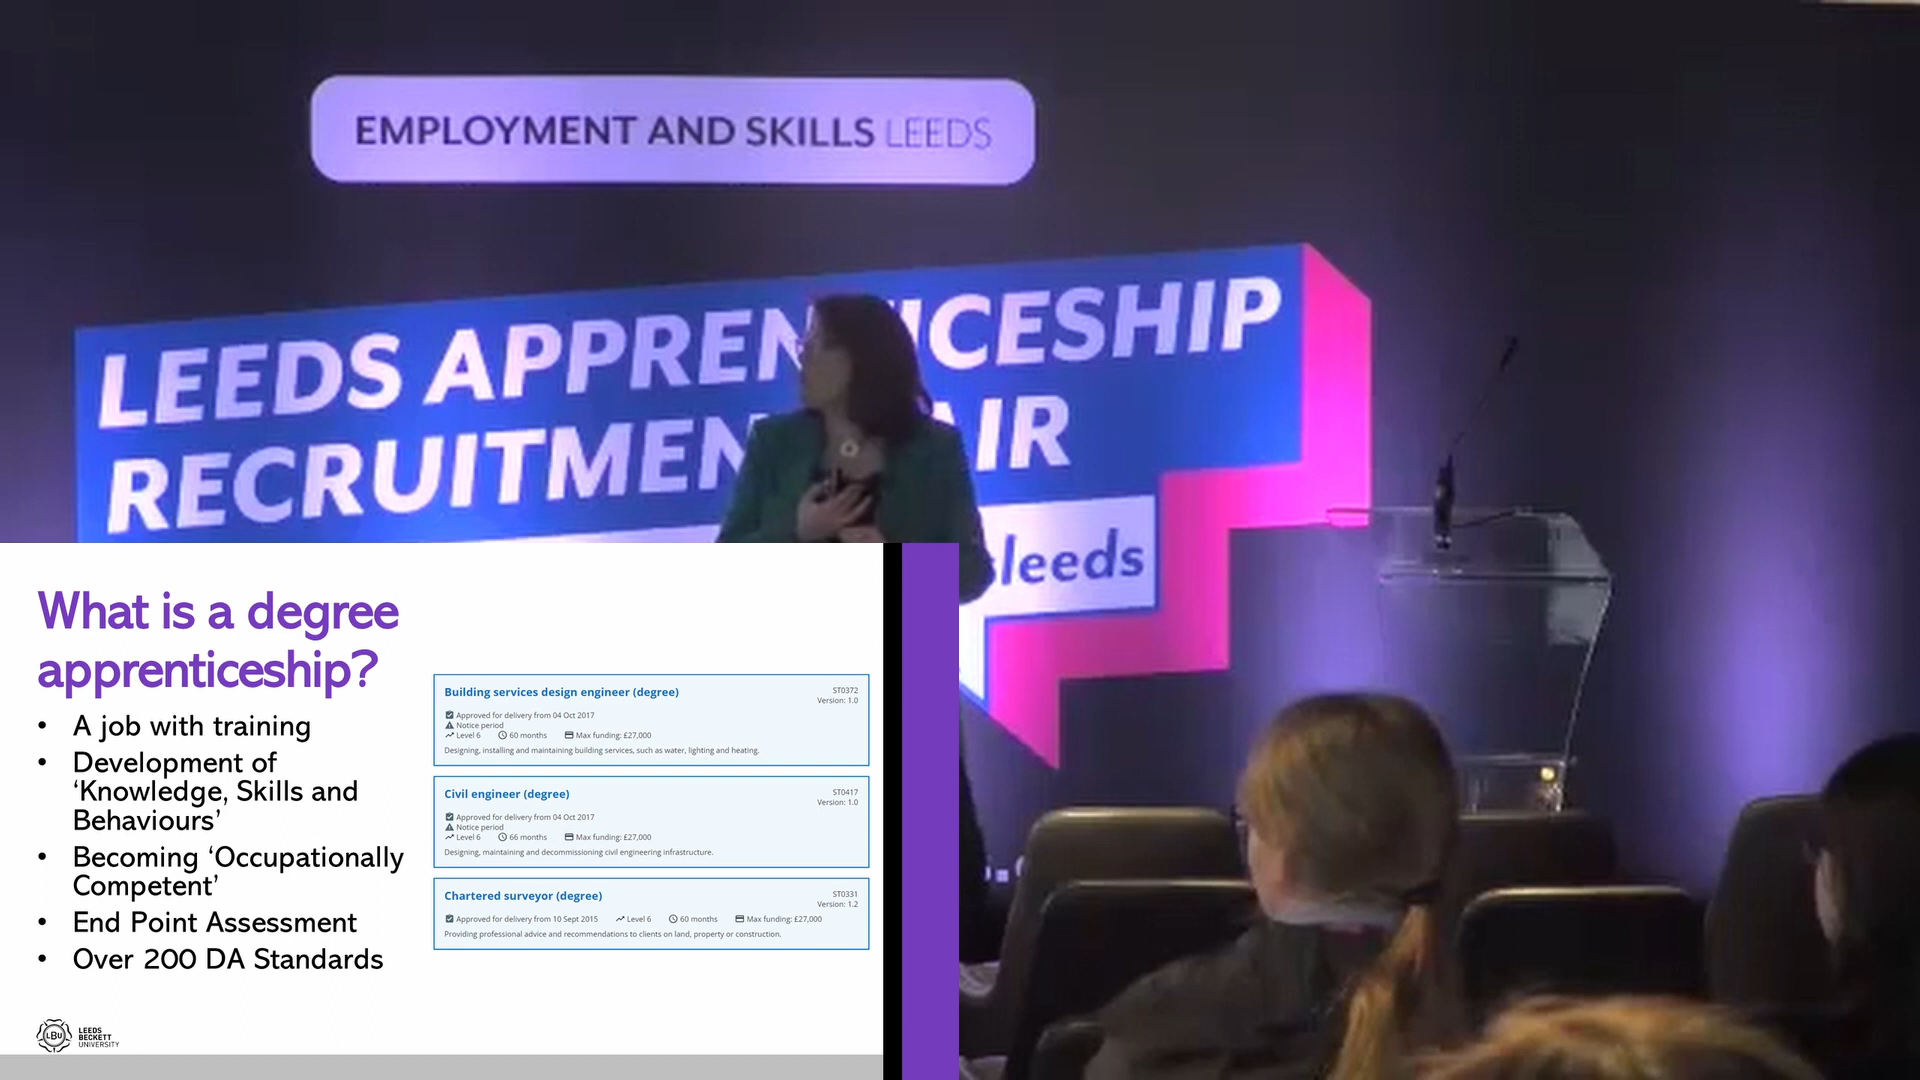 EMPLOYMENT AND SKILLS LEEDS
LEEDS APPRENTICESHIP
RECRUITMENT FAIR
sleeds
What is a degree
apprenticeship?
• A job with training
• Development of
‘Knowledge, Skills and
Behaviours’
• Becoming ‘Occupationally
Competent’
• End Point Assessment
• Over 200 DA Standards
Building services design engineer (degree)
ST0372
Version: 1.0
Approved for delivery from 04 Oct 2017
Notice period
Level 6 60 months Max funding: £27,000
Designing, installing and maintaining building services, such as water, lighting and heating.
Civil engineer (degree)
ST0417
Version: 1.0
Approved for delivery from 04 Oct 2017
Notice period
Level 6 66 months Max funding: £27,000
Designing, maintaining and decommissioning civil engineering infrastructure.
Chartered surveyor (degree)
ST0331
Version: 1.2
Approved for delivery from 10 Sept 2015 Level 6 60 months Max funding: £27,000
Providing professional advice and recommendations to clients on land, property or construction.
LBU
LEEDS
BECKETT
UNIVERSITY